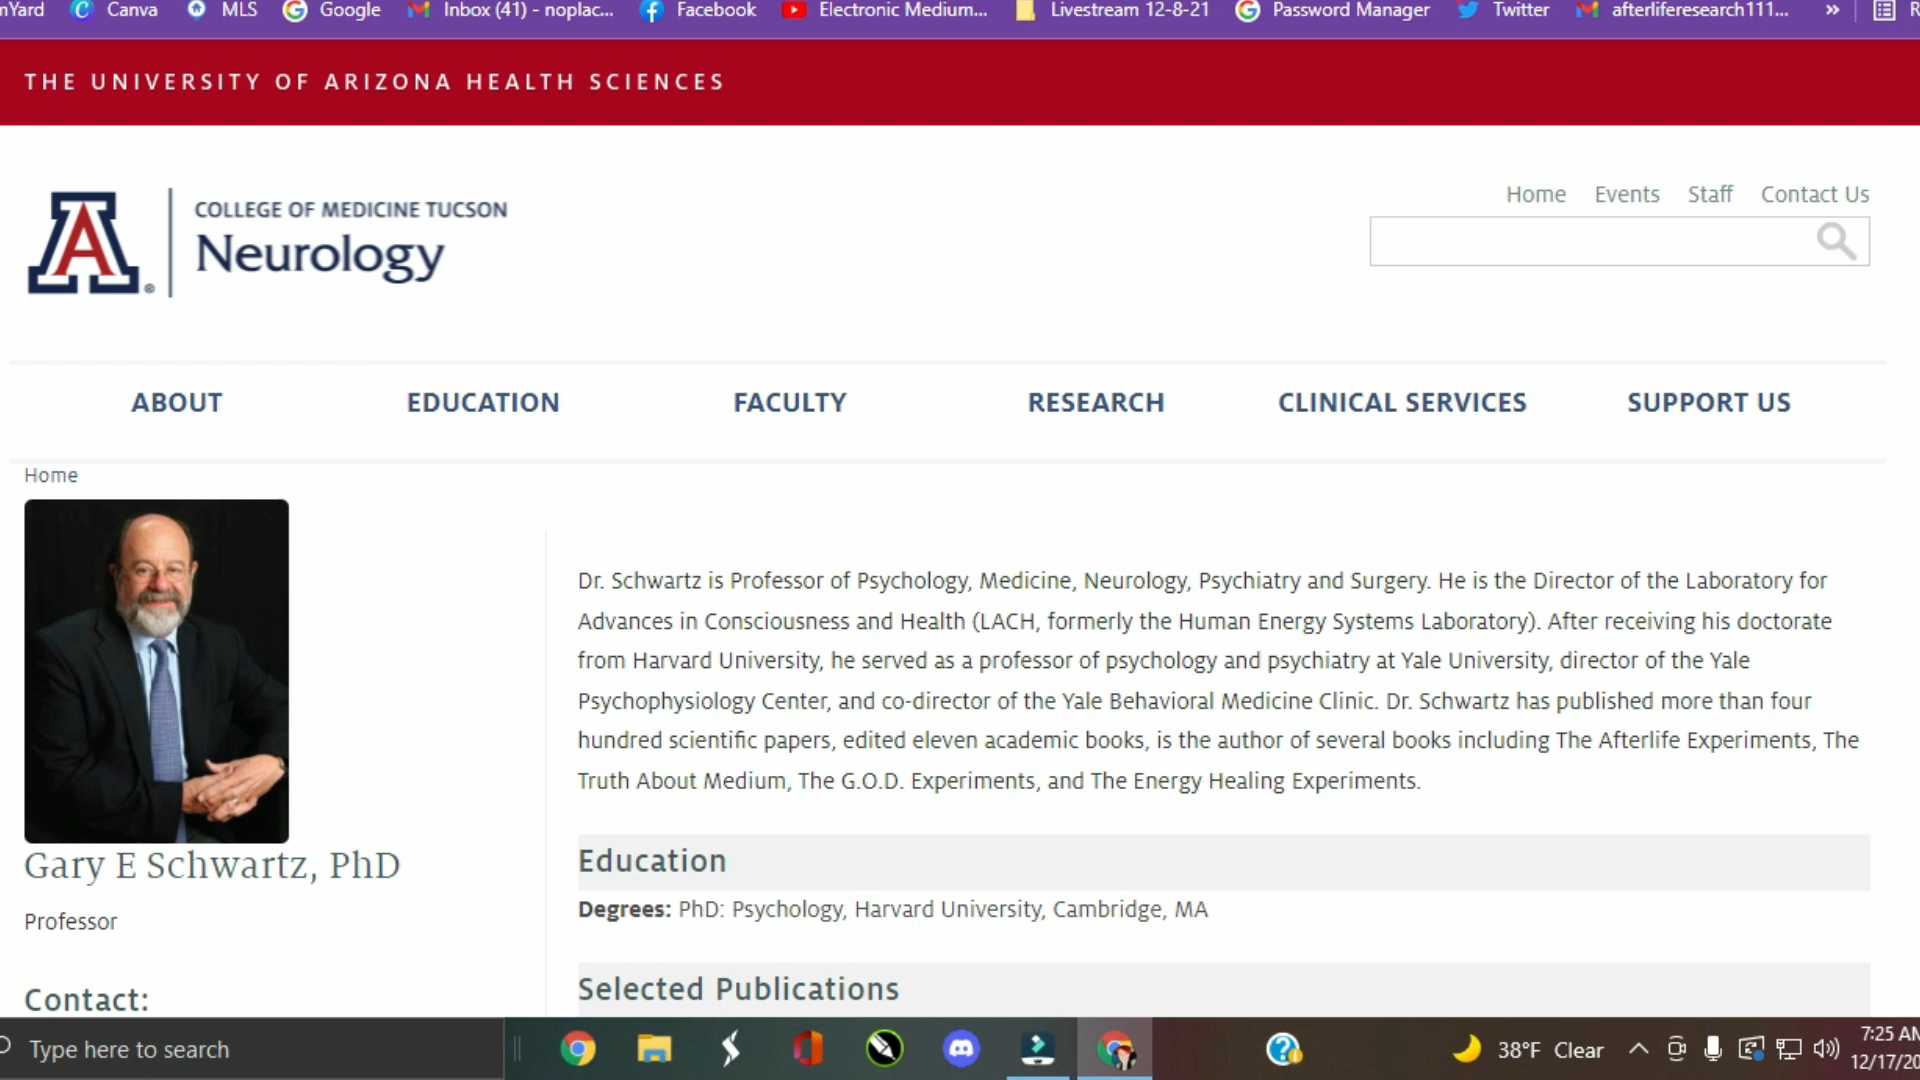 Canva MLS Google Inbox (41) - noplac... Facebook Electronic Medium... Livestream 12-8-21 Password Manager Twitter afterliferesearch111... »
THE UNIVERSITY OF ARIZONA HEALTH SCIENCES
Home Events Staff Contact Us
COLLEGE OF MEDICINE TUCSON
Neurology
ABOUT EDUCATION FACULTY RESEARCH CLINICAL SERVICES SUPPORT US
Home
Dr. Schwartz is Professor of Psychology, Medicine, Neurology, Psychiatry and Surgery. He is the Director of the Laboratory for
Advances in Consciousness and Health (LACH, formerly the Human Energy Systems Laboratory). After receiving his doctorate
from Harvard University, he served as a professor of psychology and psychiatry at Yale University, director of the Yale
Psychophysiology Center, and co-director of the Yale Behavioral Medicine Clinic. Dr. Schwartz has published more than four
hundred scientific papers, edited eleven academic books, is the author of several books including The Afterlife Experiments, The
Truth About Medium, The G.O.D. Experiments, and The Energy Healing Experiments.
Gary E Schwartz, PhD
Professor
Contact:
Education
Degrees: PhD: Psychology, Harvard University, Cambridge, MA
Selected Publications
Type here to search
38°F Clear
7:25 AM
12/17/20